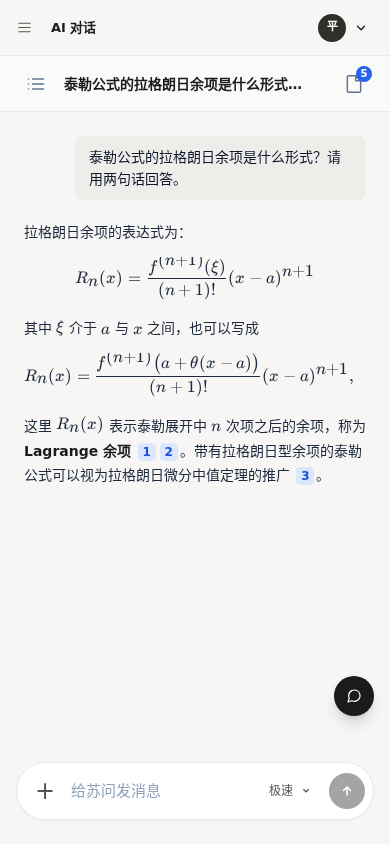 AI 对话
平
泰勒公式的拉格朗日余项是什么形式...
5
泰勒公式的拉格朗日余项是什么形式？请
用两句话回答。
拉格朗日余项的表达式为：
Rn(x) = f(n+1)(ξ) / (n+1)! (x − a)n+1
其中 ξ 介于 a 与 x 之间，也可以写成
Rn(x) = f(n+1)(a + θ(x − a)) / (n+1)! (x − a)n+1,
这里 Rn(x) 表示泰勒展开中 n 次项之后的余项，称为
Lagrange 余项 1 2 。带有拉格朗日型余项的泰勒
公式可以视为拉格朗日微分中值定理的推广 3 。
给苏问发消息
极速